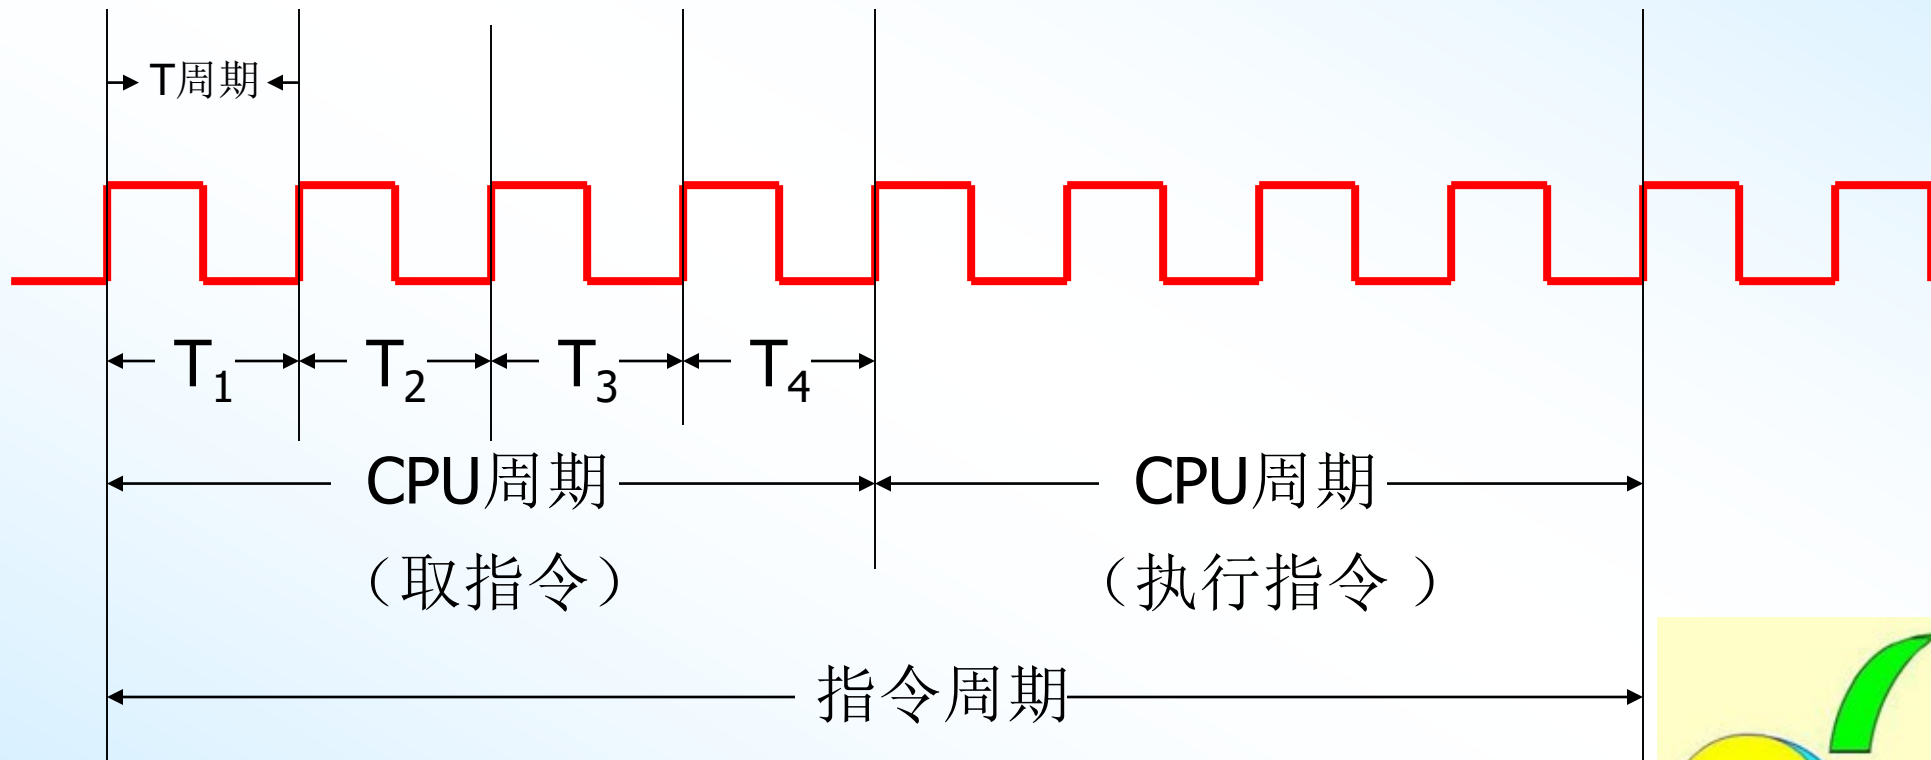 T周期
T1 T2 T3 T4
CPU周期 CPU周期
（取指令） （执行指令 ）
指令周期